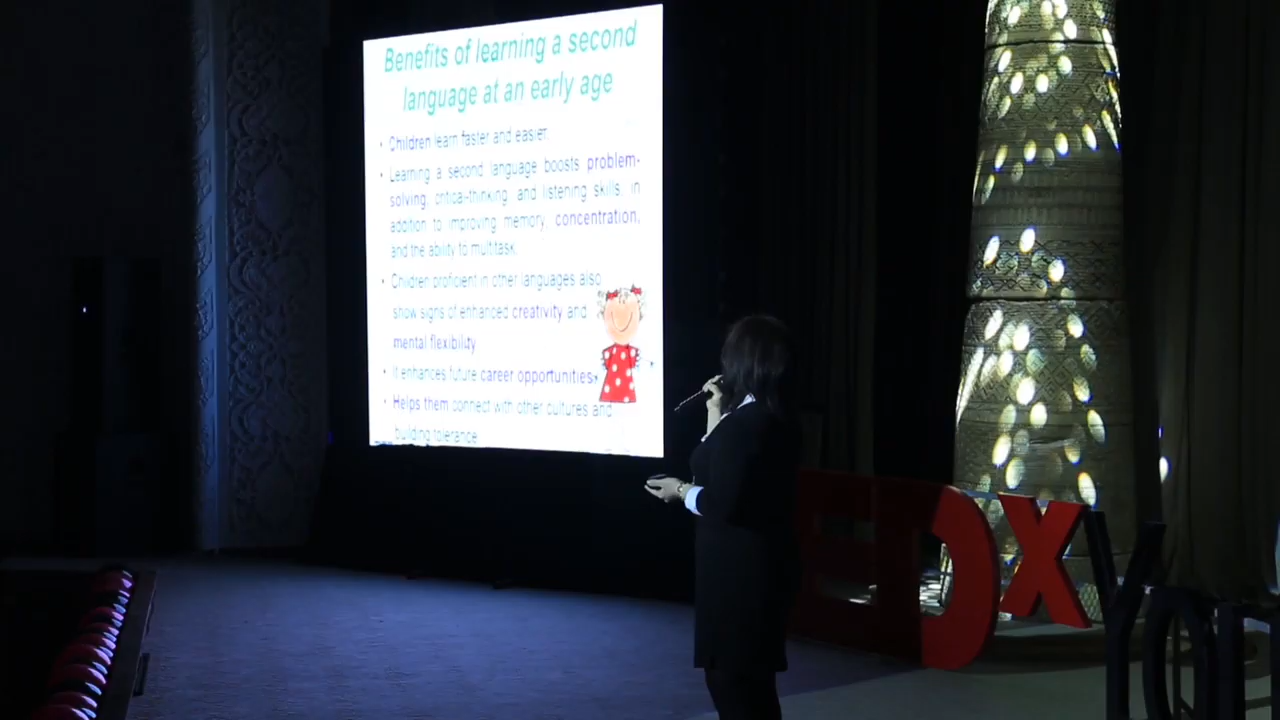 Benefits of learning a second
language at an early age
• Children learn faster and easier.
• Learning a second language boosts problem-
solving, critical-thinking, and listening skills, in
addition to improving memory, concentration,
and the ability to multitask.
• Children proficient in other languages also
show signs of enhanced creativity and
mental flexibility
• It enhances future career opportunities.
• Helps them connect with other cultures and
building tolerance
EDx
Yo